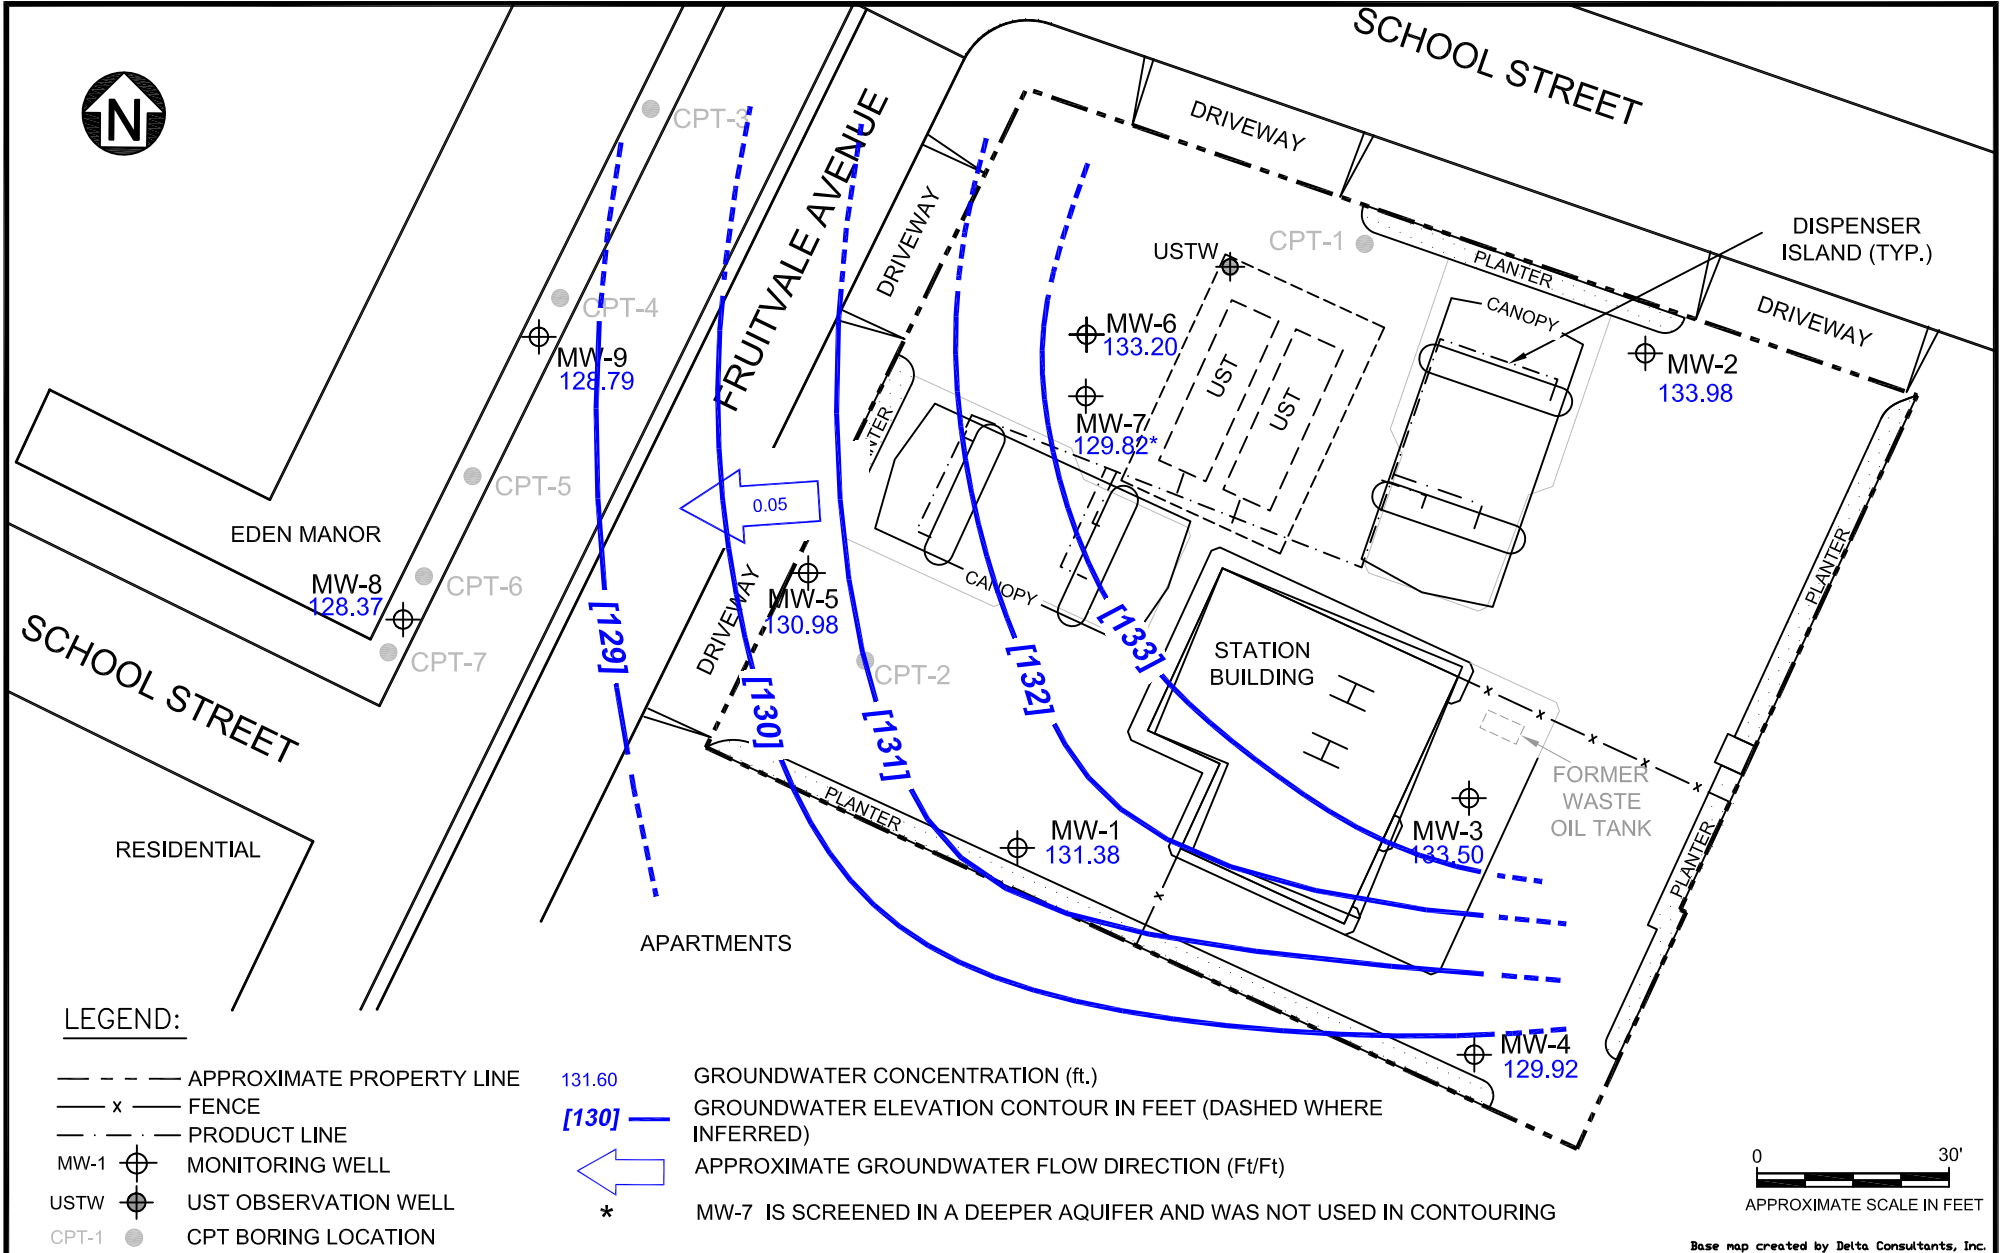 SCHOOL STREET
N
CPT-3
FRUITVALE AVENUE
DRIVEWAY
DRIVEWAY
DISPENSER
ISLAND (TYP.)
USTW
CPT-1
PLANTER
CANOPY
DRIVEWAY
CPT-4
MW-9
128.79
MW-6
133.20
UST
UST
MW-2
133.98
MW-7
129.82*
NTER
CPT-5
0.05
EDEN MANOR
MW-8
128.37
CPT-6
CPT-7
SCHOOL STREET
DRIVEWAY
MW-5
130.98
CANOPY
PLANTER
[129]
[130]
[131]
[132]
[133]
CPT-2
STATION
BUILDING
FORMER
WASTE
OIL TANK
PLANTER
MW-3
133.50
MW-1
131.38
PLANTER
RESIDENTIAL
APARTMENTS
MW-4
129.92
LEGEND:
APPROXIMATE PROPERTY LINE
x FENCE
PRODUCT LINE
MW-1 MONITORING WELL
USTW UST OBSERVATION WELL
CPT-1 CPT BORING LOCATION
131.60 GROUNDWATER CONCENTRATION (ft.)
[130] GROUNDWATER ELEVATION CONTOUR IN FEET (DASHED WHERE
INFERRED)
APPROXIMATE GROUNDWATER FLOW DIRECTION (Ft/Ft)
* MW-7 IS SCREENED IN A DEEPER AQUIFER AND WAS NOT USED IN CONTOURING
0 30'
APPROXIMATE SCALE IN FEET
Base map created by Delta Consultants, Inc.